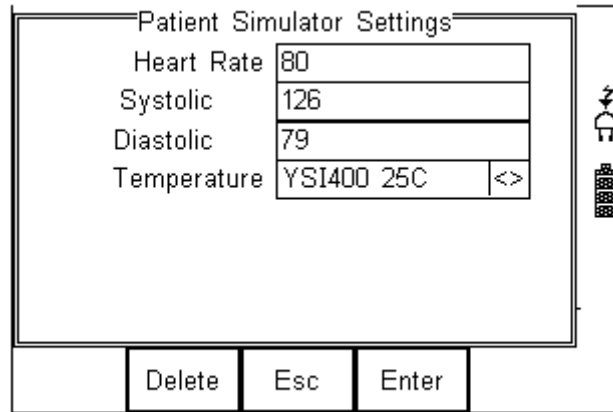 Patient Simulator Settings
Heart Rate 80
Systolic 126
Diastolic 79
Temperature YSI400 25C <>
Delete Esc Enter